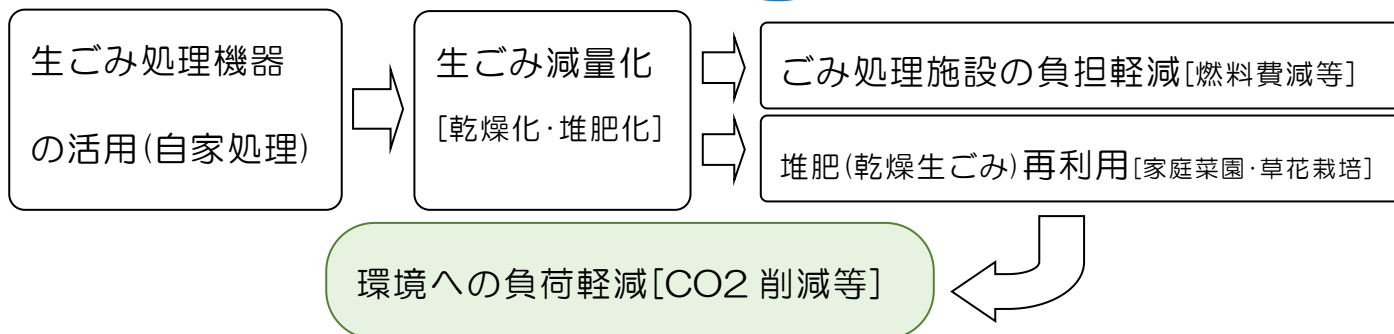 生ごみ処理機器
の活用(自家処理)
生ごみ減量化
[乾燥化・堆肥化]
ごみ処理施設の負担軽減[燃料費減等]
堆肥(乾燥生ごみ)再利用[家庭菜園・草花栽培]
環境への負荷軽減[CO2 削減等]